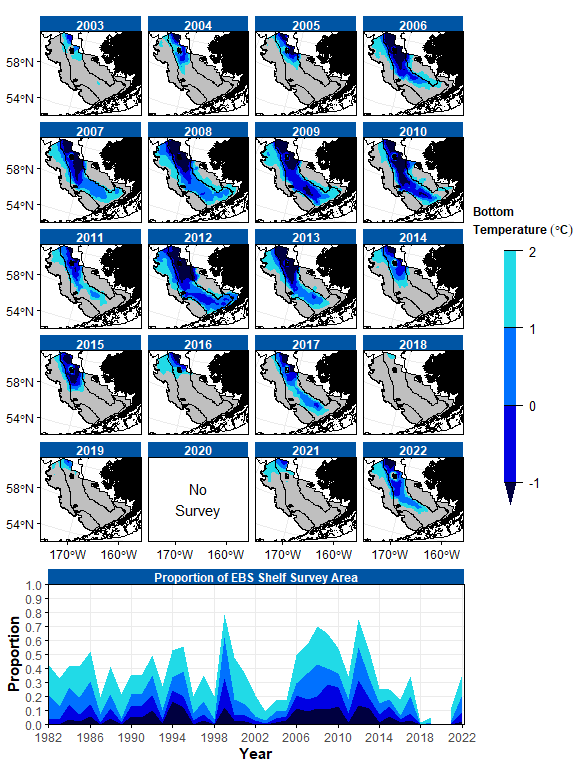 2003 2004 2005 2006
58°N
54°N
2007 2008 2009 2010
58°N
54°N
Bottom
Temperature (°C)
2011 2012 2013 2014
58°N
54°N
2
1
0
-1
2015 2016 2017 2018
58°N
54°N
2019 2020 2021 2022
58°N
54°N
No
Survey
170°W 160°W 170°W 160°W 170°W 160°W 170°W 160°W
Proportion of EBS Shelf Survey Area
1.0
0.9
0.8
0.7
0.6
0.5
0.4
0.3
0.2
0.1
0.0
Proportion
1982 1986 1990 1994 1998 2002 2006 2010 2014 2018 2022
Year